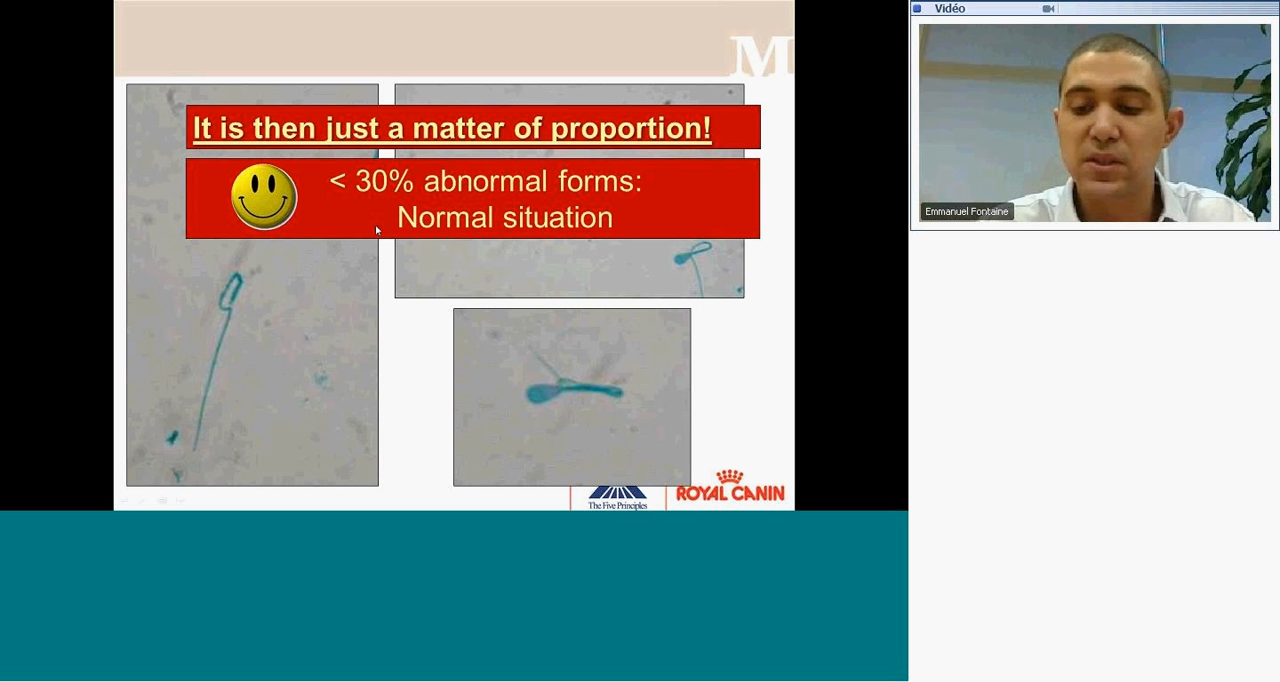 M
It is then just a matter of proportion!
< 30% abnormal forms:
Normal situation
The Five Principles
ROYAL CANIN
Vidéo
Emmanuel Fontaine